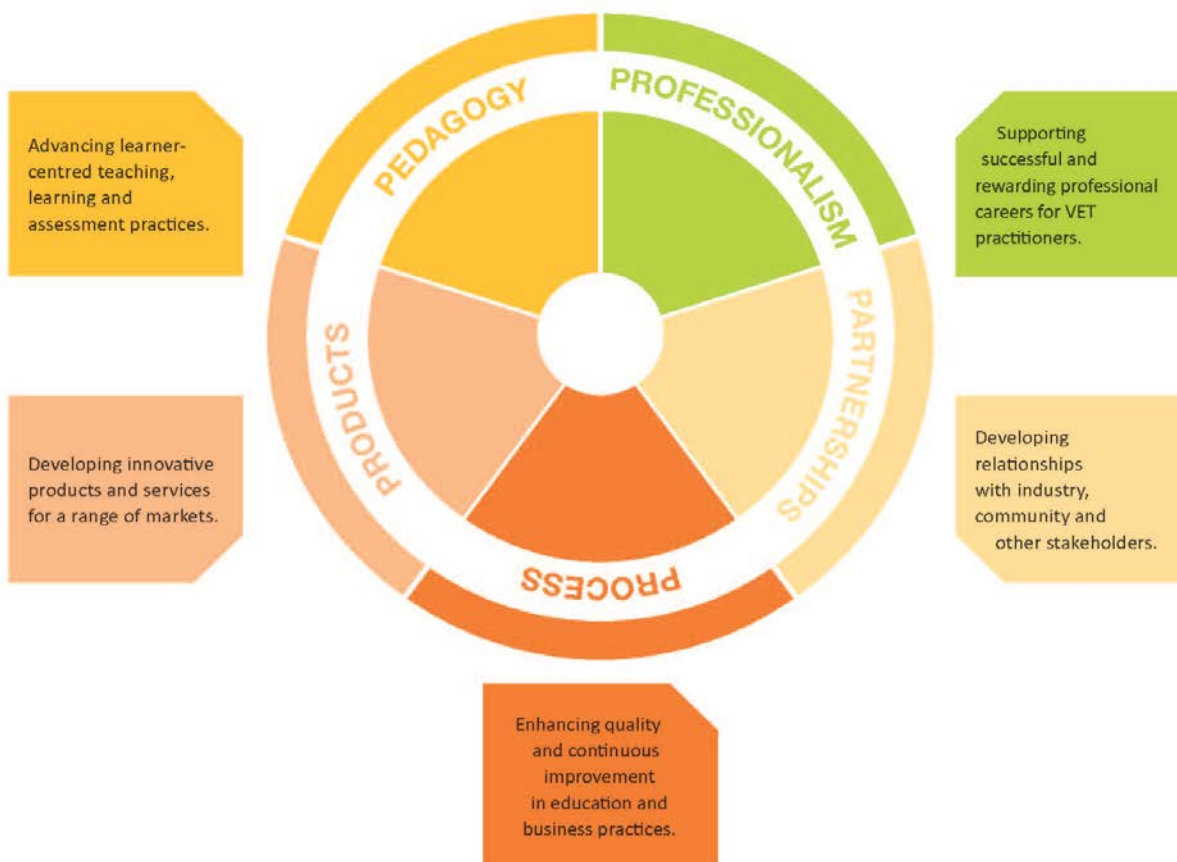 PEDAGOGY
PROFESSIONALISM
PARTNERSHIPS
PROCESS
PRODUCTS
Advancing learner-
centred teaching,
learning and
assessment practices.
Supporting
successful and
rewarding professional
careers for VET
practitioners.
Developing innovative
products and services
for a range of markets.
Developing
relationships
with industry,
community and
other stakeholders.
Enhancing quality
and continuous
improvement
in education and
business practices.